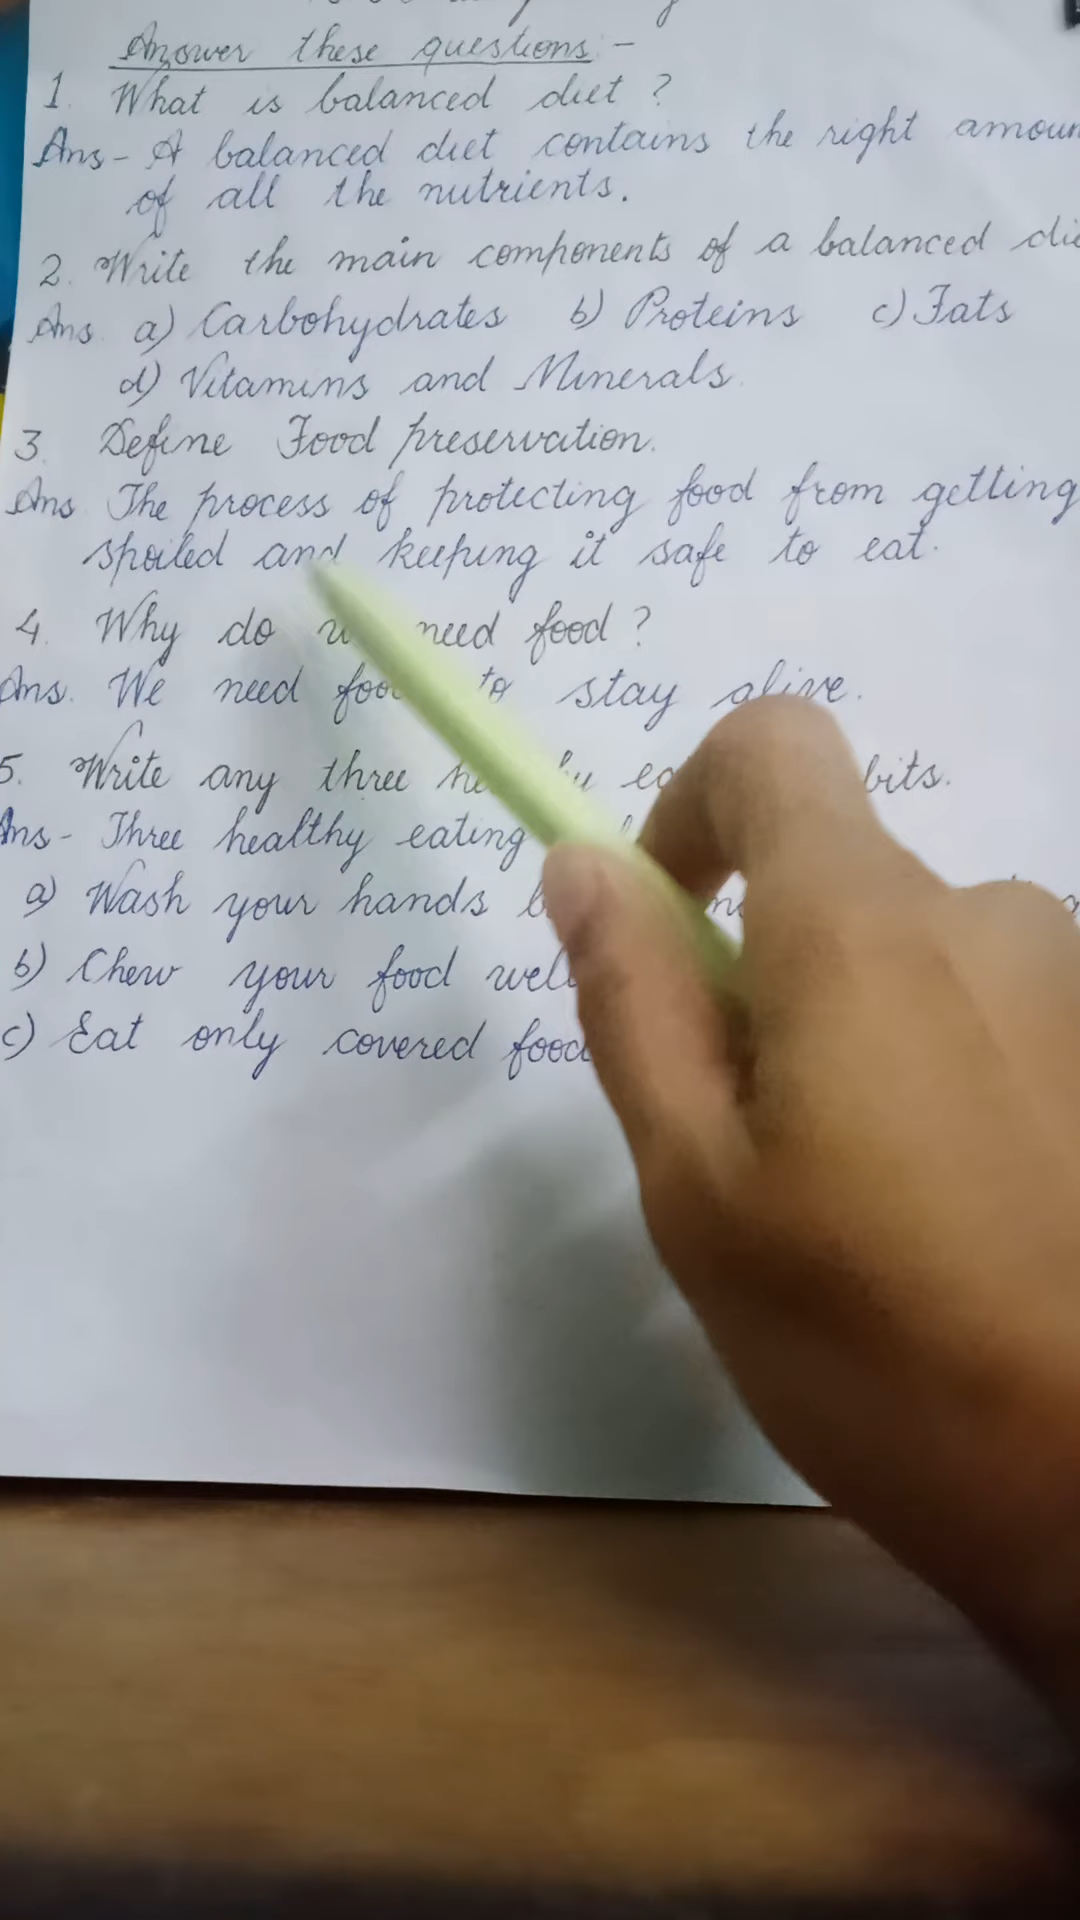 Answer these questions:-
1. What is balanced diet?
Ans- A balanced diet contains the right
of all the nutrients.
2. Write the main components of a balanced
Ans. a) Carbohydrates b) Proteins c) Fats
d) Vitamins and Minerals.
3. Define Food preservation.
Ans. The process of protecting food from getting
spoiled and keeping it safe to eat.
4. Why do need food?
Ans. We need to stay alive.
5. Write any three
Ans- Three healthy eating
a) Wash your hands
b) Chew your food well
c) Eat only covered food